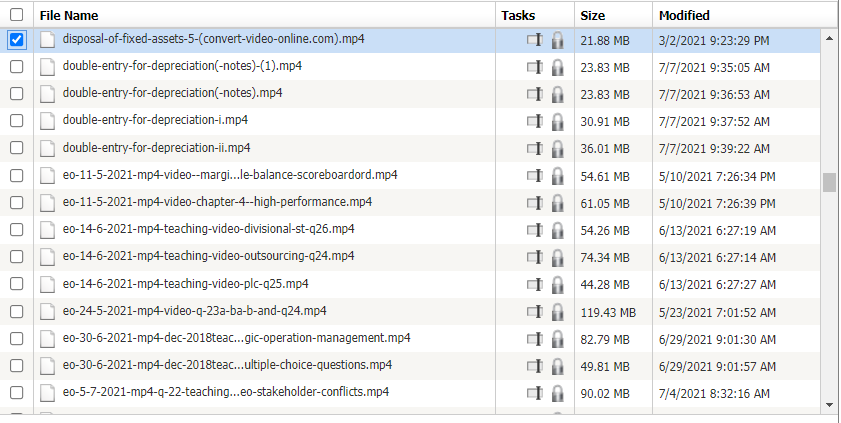 File Name Tasks Size Modified
disposal-of-fixed-assets-5-(convert-video-online.com).mp4 21.88 MB 3/2/2021 9:23:29 PM
double-entry-for-depreciation(-notes)-(1).mp4 23.83 MB 7/7/2021 9:35:05 AM
double-entry-for-depreciation(-notes).mp4 23.83 MB 7/7/2021 9:36:53 AM
double-entry-for-depreciation-i.mp4 30.91 MB 7/7/2021 9:37:52 AM
double-entry-for-depreciation-ii.mp4 36.01 MB 7/7/2021 9:39:22 AM
eo-11-5-2021-mp4-video--margi...le-balance-scoreboardord.mp4 54.61 MB 5/10/2021 7:26:34 PM
eo-11-5-2021-mp4-video-chapter-4--high-performance.mp4 61.05 MB 5/10/2021 7:26:39 PM
eo-14-6-2021-mp4-teaching-video-divisional-st-q26.mp4 54.26 MB 6/13/2021 6:27:19 AM
eo-14-6-2021-mp4-teaching-video-outsourcing-q24.mp4 74.34 MB 6/13/2021 6:27:14 AM
eo-14-6-2021-mp4-teaching-video-plc-q25.mp4 44.28 MB 6/13/2021 6:27:27 AM
eo-24-5-2021-mp4-video-q-23a-ba-b-and-q24.mp4 119.43 MB 5/23/2021 7:01:52 AM
eo-30-6-2021-mp4-dec-2018teac...gic-operation-management.mp4 82.79 MB 6/29/2021 9:01:30 AM
eo-30-6-2021-mp4-dec-2018teac...ultiple-choice-questions.mp4 49.81 MB 6/29/2021 9:01:57 AM
eo-5-7-2021-mp4-q-22-teaching...eo-stakeholder-conflicts.mp4 90.02 MB 7/4/2021 8:32:16 AM